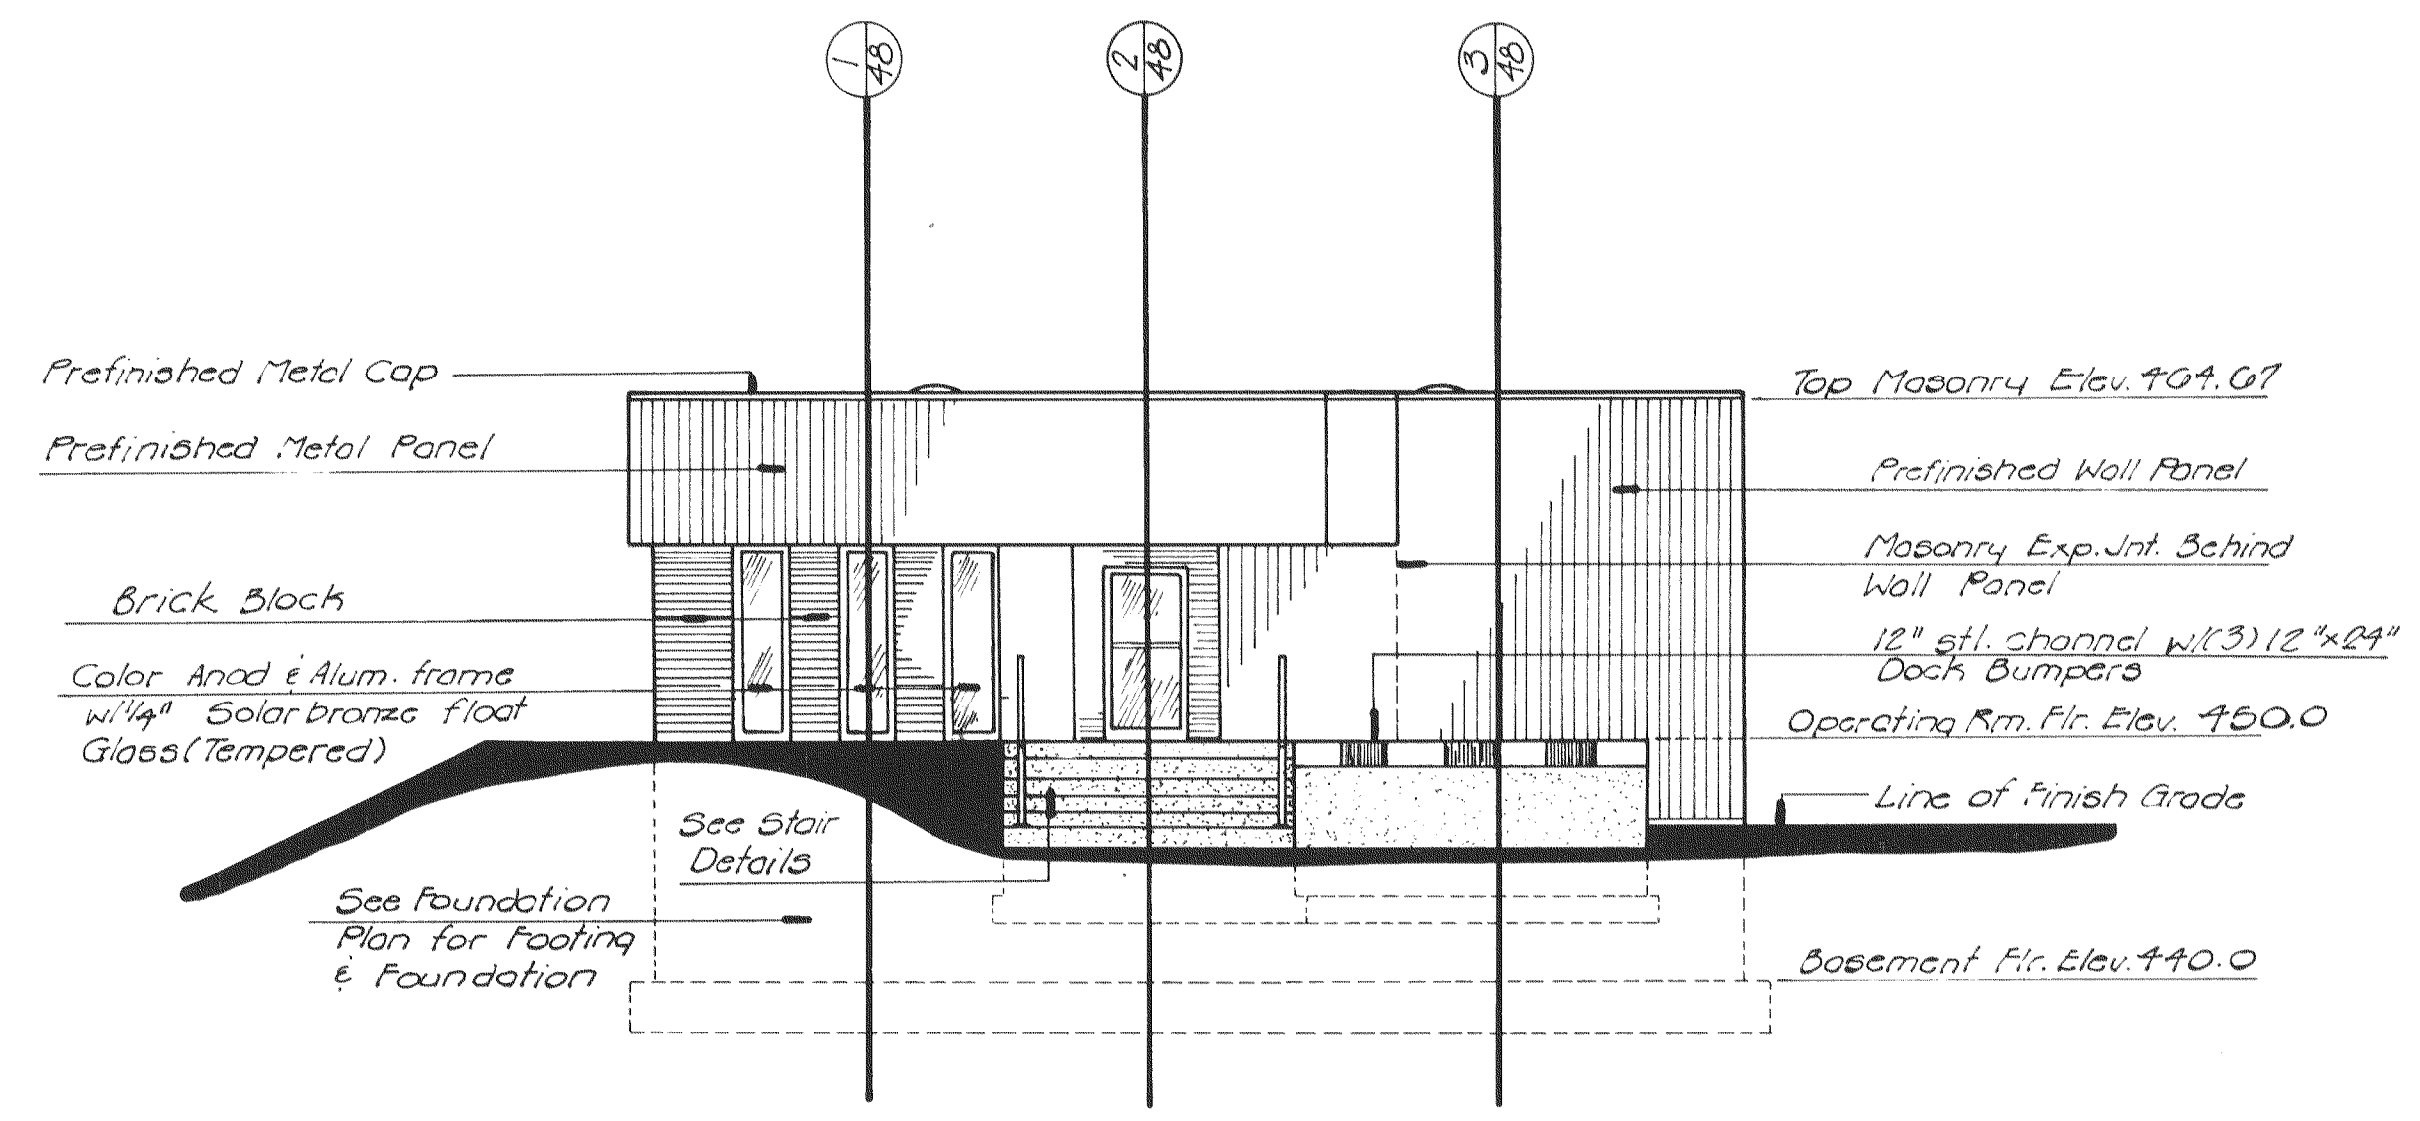 1
48
2
48
3
48
Prefinished Metal Cap
Prefinished Metal Panel
Brick Block
Color Anod & Alum. frame
w/1/4" Solarbronze float
Glass (Tempered)
See Stair
Details
See Foundation
Plan for Footing
& Foundation
Top Masonry Elev. 464.67
Prefinished Wall Panel
Masonry Exp. Jnt. Behind
Wall Panel
12" stl. channel w/(3) 12"x24"
Dock Bumpers
Operating Rm. Flr. Elev. 450.0
Line of Finish Grade
Basement Flr. Elev. 440.0